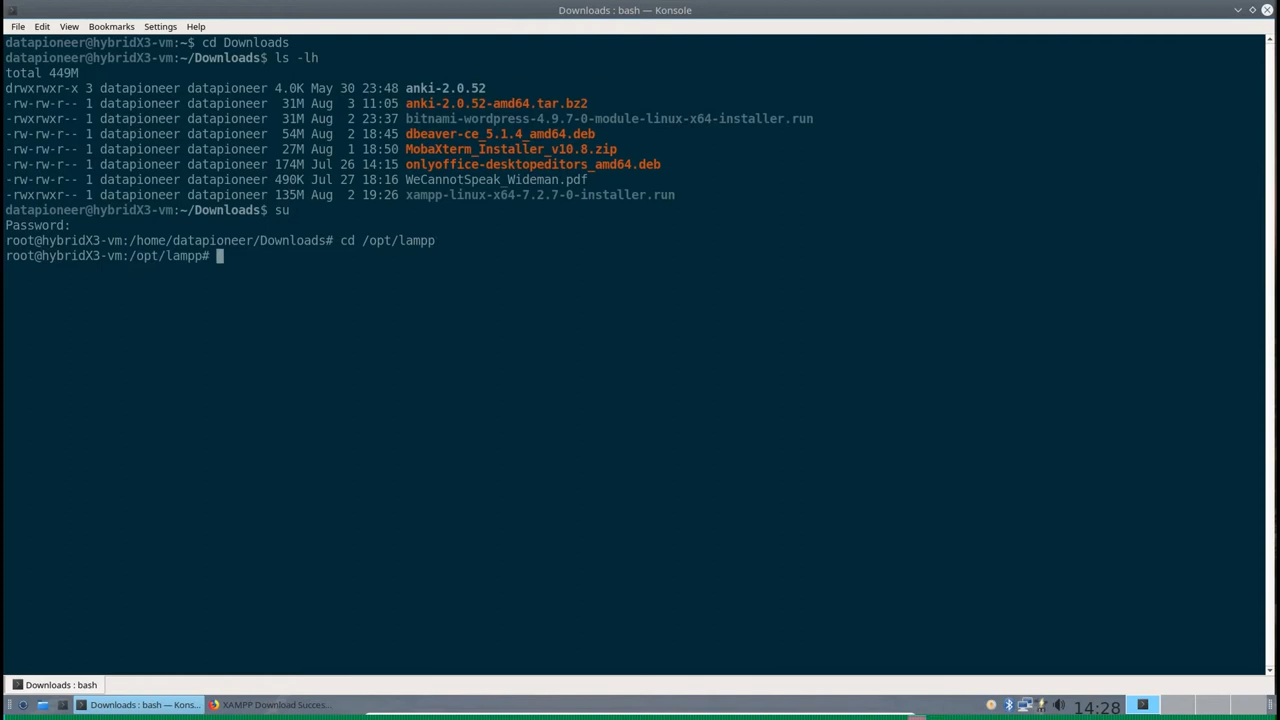 Downloads : bash — Konsole
File Edit View Bookmarks Settings Help
datapioneer@hybridX3-vm:~$ cd Downloads
datapioneer@hybridX3-vm:~/Downloads$ ls -lh
total 449M
drwxrwxr-x 3 datapioneer datapioneer 4.0K May 30 23:48 anki-2.0.52
-rw-rw-r-- 1 datapioneer datapioneer  31M Aug  3 11:05 anki-2.0.52-amd64.tar.bz2
-rwxrwxr-- 1 datapioneer datapioneer  31M Aug  2 23:37 bitnami-wordpress-4.9.7-0-module-linux-x64-installer.run
-rw-rw-r-- 1 datapioneer datapioneer  54M Aug  2 18:45 dbeaver-ce_5.1.4_amd64.deb
-rw-rw-r-- 1 datapioneer datapioneer  27M Aug  1 18:50 MobaXterm_Installer_v10.8.zip
-rw-rw-r-- 1 datapioneer datapioneer 174M Jul 26 14:15 onlyoffice-desktopeditors_amd64.deb
-rw-rw-r-- 1 datapioneer datapioneer 490K Jul 27 18:16 WeCannotSpeak_Wideman.pdf
-rwxrwxr-- 1 datapioneer datapioneer 135M Aug  2 19:26 xampp-linux-x64-7.2.7-0-installer.run
datapioneer@hybridX3-vm:~/Downloads$ su
Password:
root@hybridX3-vm:/home/datapioneer/Downloads# cd /opt/lampp
root@hybridX3-vm:/opt/lampp#
Downloads : bash
Downloads : bash — Kons... XAMPP Download Succes... 14:28